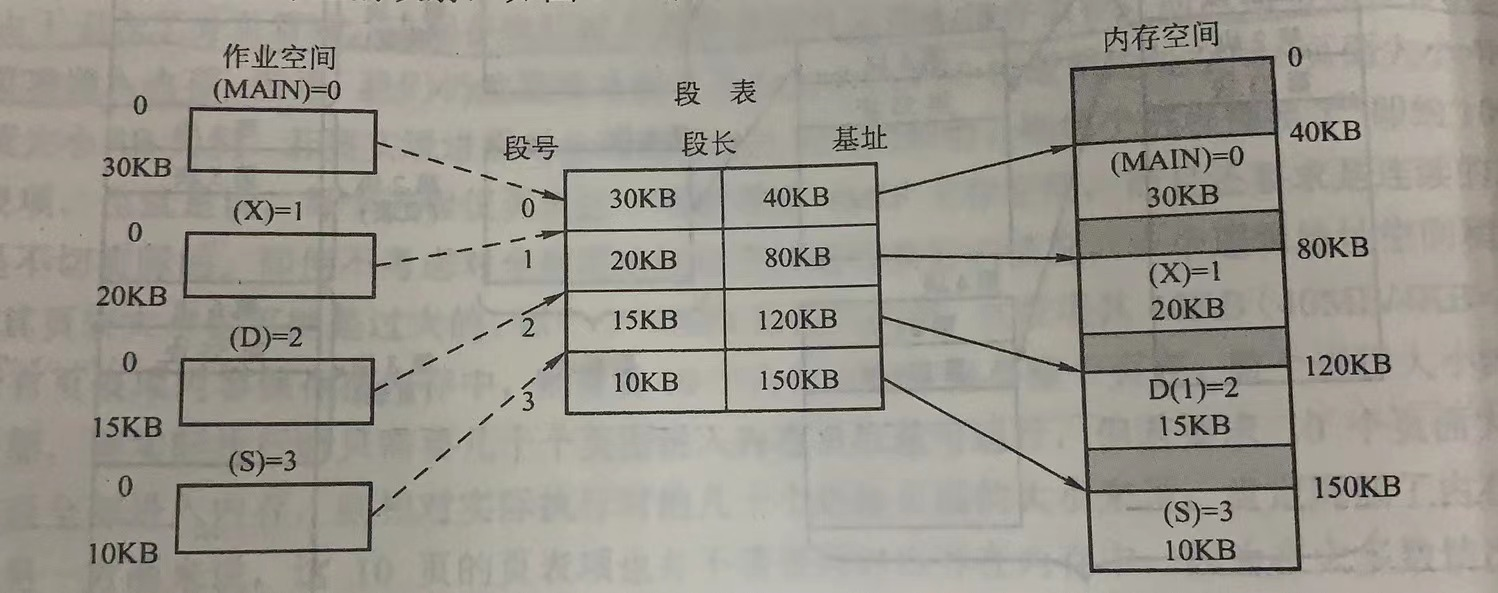 作业空间
(MAIN)=0
0
30KB
(X)=1
0
20KB
(D)=2
0
15KB
(S)=3
0
10KB
段 表
段号 段长 基址
0 30KB 40KB
1 20KB 80KB
2 15KB 120KB
3 10KB 150KB
内存空间
0
40KB
(MAIN)=0
30KB
80KB
(X)=1
20KB
120KB
D(1)=2
15KB
150KB
(S)=3
10KB